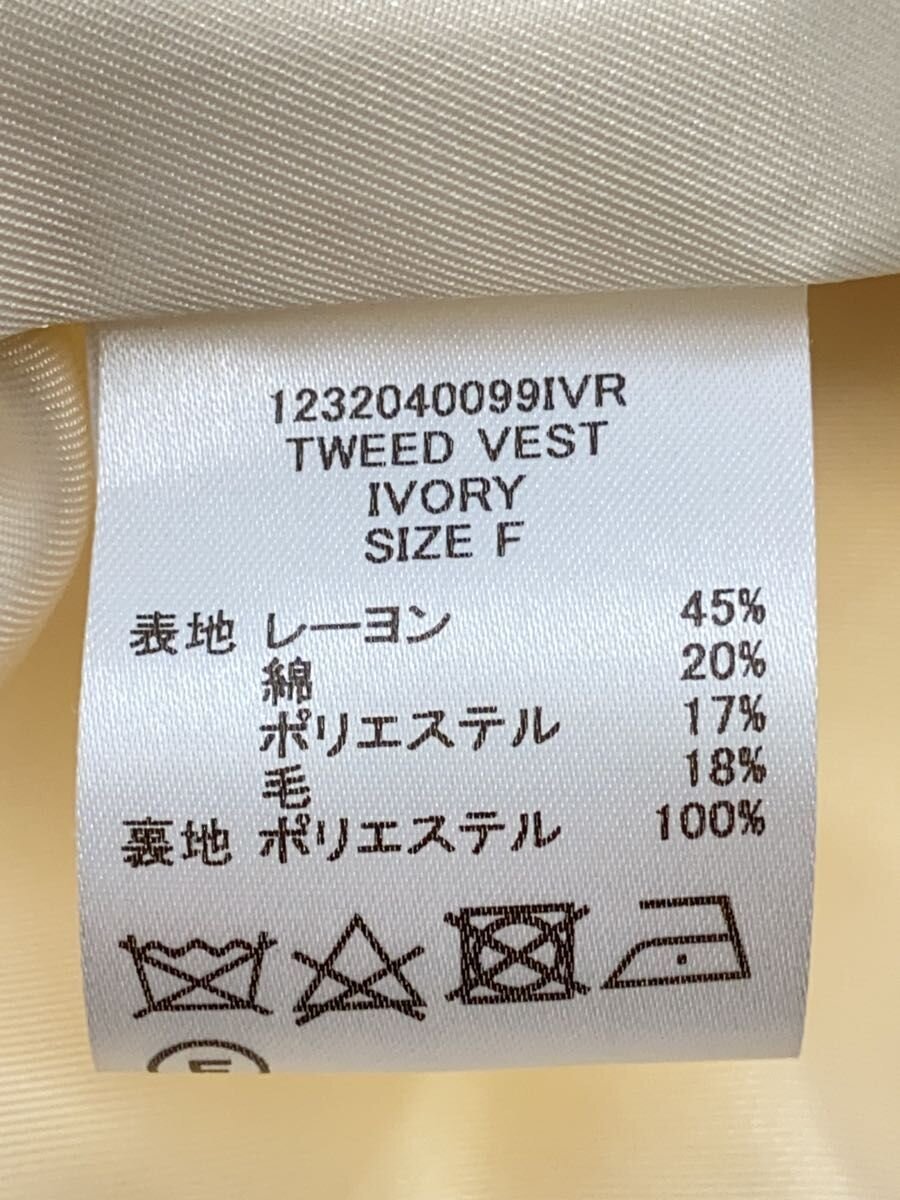 1232040099IVR
TWEED VEST
IVORY
SIZE F
表地 レーヨン 45%
綿 20%
ポリエステル 17%
毛 18%
裏地 ポリエステル 100%